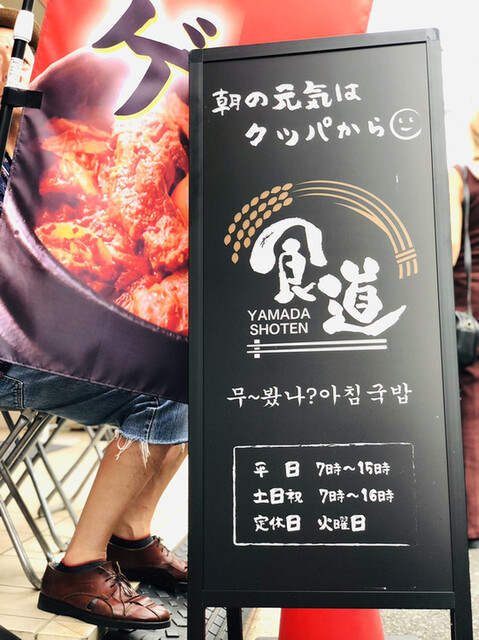 ゲ
朝の元気は
クッパから
食道
YAMADA
SHOTEN
무~봤나?아침국밥
平日 7時~15時
土日祝 7時~16時
定休日 火曜日